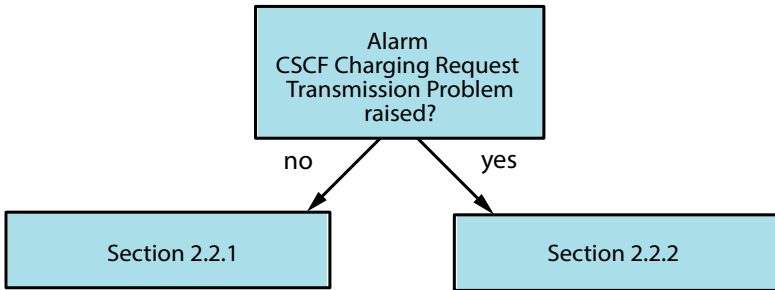 Alarm
CSCF Charging Request
Transmission Problem
raised?
no
yes
Section 2.2.1
Section 2.2.2